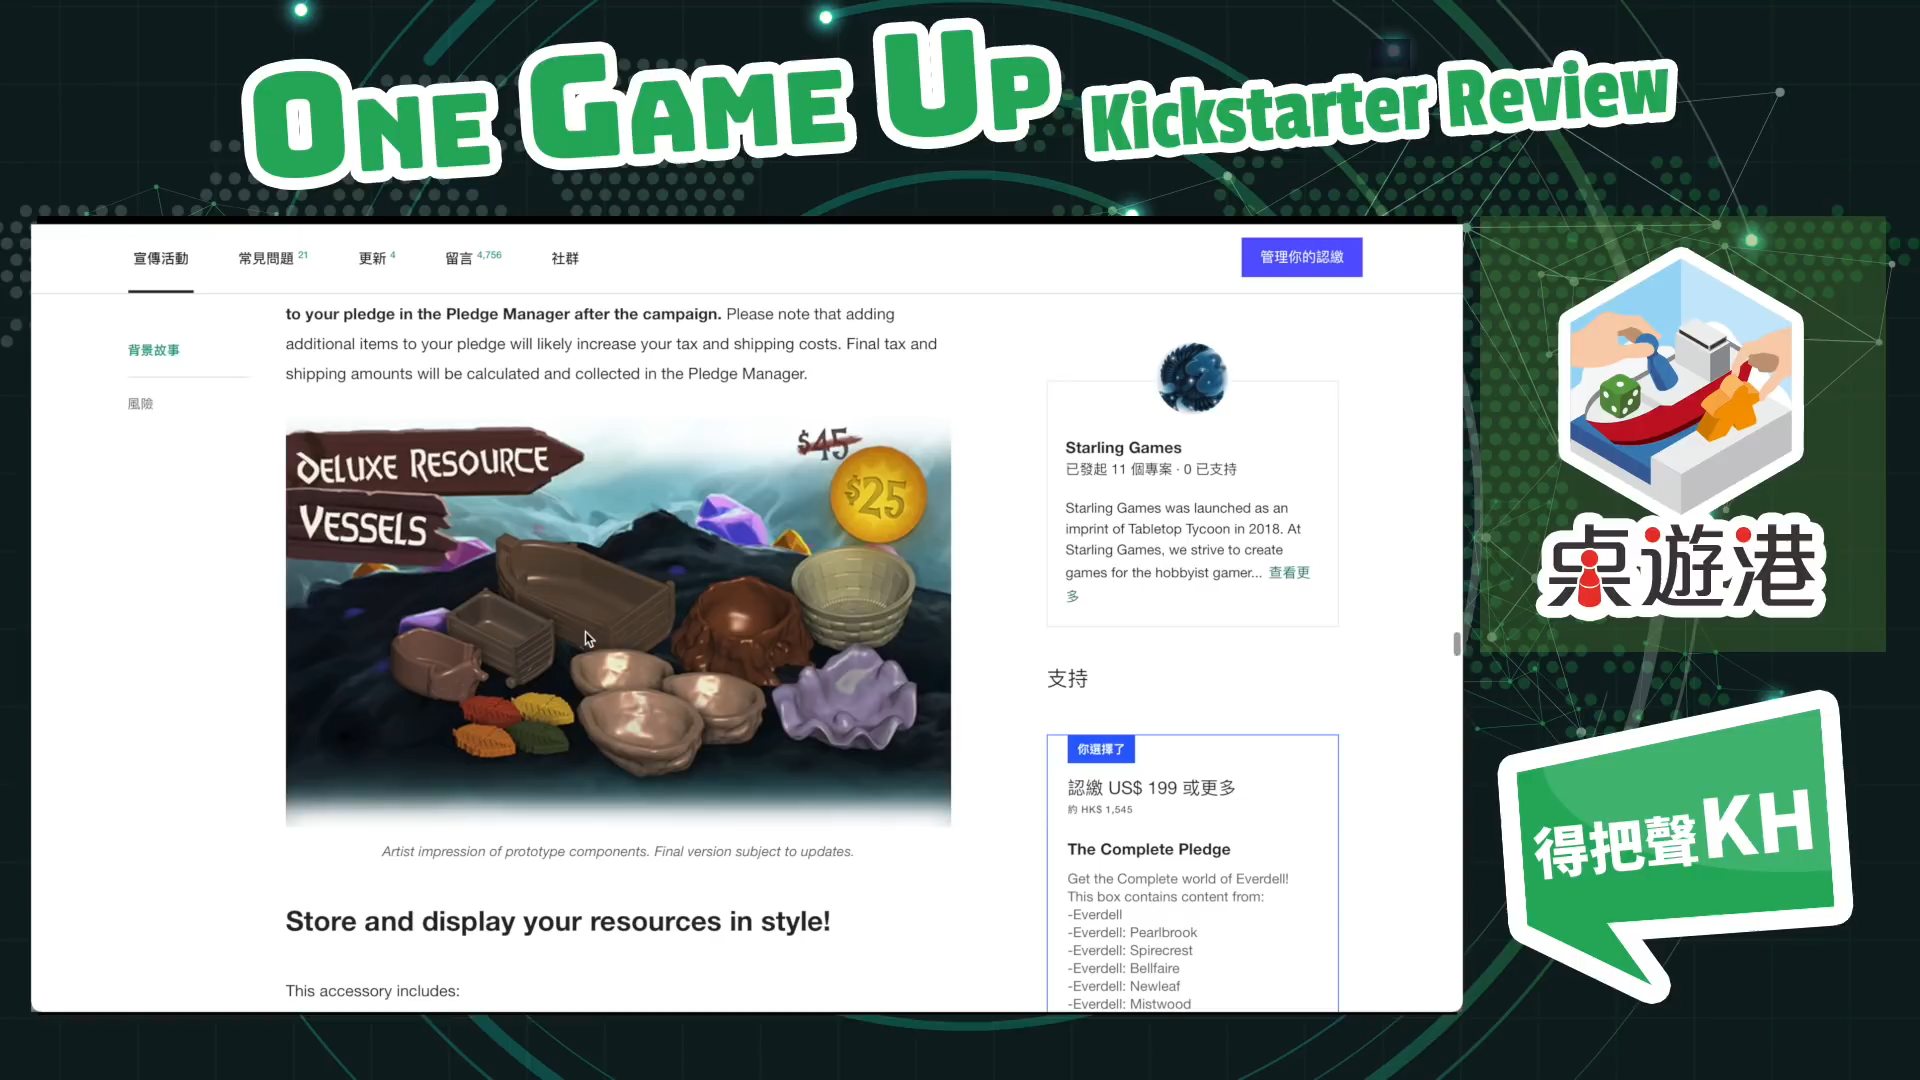 One Game Up Kickstarter Review
宣傳活動 常見問題 21 更新 4 留言 4,756 社群
管理你的認繳
背景故事
風險
to your pledge in the Pledge Manager after the campaign. Please note that adding
additional items to your pledge will likely increase your tax and shipping costs. Final tax and
shipping amounts will be calculated and collected in the Pledge Manager.
DELUXE RESOURCE
VESSELS
$45
$25
Artist impression of prototype components. Final version subject to updates.
Store and display your resources in style!
This accessory includes:
Starling Games
已發起 11 個專案 · 0 已支持
Starling Games was launched as an
imprint of Tabletop Tycoon in 2018. At
Starling Games, we strive to create
games for the hobbyist gamer... 查看更
多
支持
你選擇了
認繳 US$ 199 或更多
約 HK$ 1,545
The Complete Pledge
Get the Complete world of Everdell!
This box contains content from:
-Everdell
-Everdell: Pearlbrook
-Everdell: Spirecrest
-Everdell: Bellfaire
-Everdell: Newleaf
-Everdell: Mistwood
桌遊港
得把聲KH